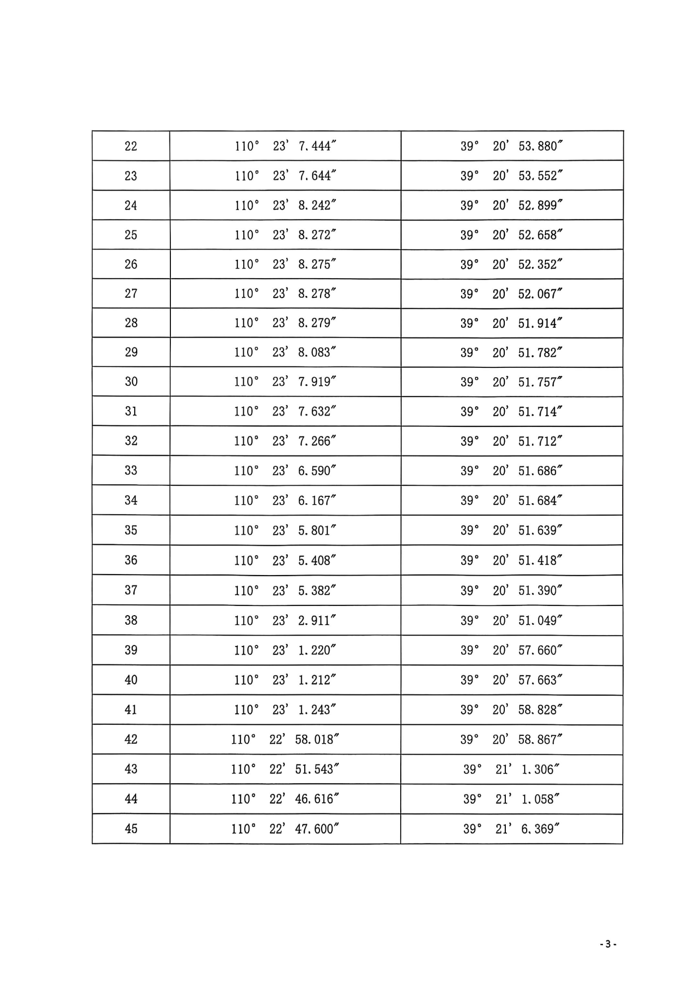 22 110° 23' 7.444″ 39° 20' 53.880″
23 110° 23' 7.644″ 39° 20' 53.552″
24 110° 23' 8.242″ 39° 20' 52.899″
25 110° 23' 8.272″ 39° 20' 52.658″
26 110° 23' 8.275″ 39° 20' 52.352″
27 110° 23' 8.278″ 39° 20' 52.067″
28 110° 23' 8.279″ 39° 20' 51.914″
29 110° 23' 8.083″ 39° 20' 51.782″
30 110° 23' 7.919″ 39° 20' 51.757″
31 110° 23' 7.632″ 39° 20' 51.714″
32 110° 23' 7.266″ 39° 20' 51.712″
33 110° 23' 6.590″ 39° 20' 51.686″
34 110° 23' 6.167″ 39° 20' 51.684″
35 110° 23' 5.801″ 39° 20' 51.639″
36 110° 23' 5.408″ 39° 20' 51.418″
37 110° 23' 5.382″ 39° 20' 51.390″
38 110° 23' 2.911″ 39° 20' 51.049″
39 110° 23' 1.220″ 39° 20' 57.660″
40 110° 23' 1.212″ 39° 20' 57.663″
41 110° 23' 1.243″ 39° 20' 58.828″
42 110° 22' 58.018″ 39° 20' 58.867″
43 110° 22' 51.543″ 39° 21' 1.306″
44 110° 22' 46.616″ 39° 21' 1.058″
45 110° 22' 47.600″ 39° 21' 6.369″
- 3 -